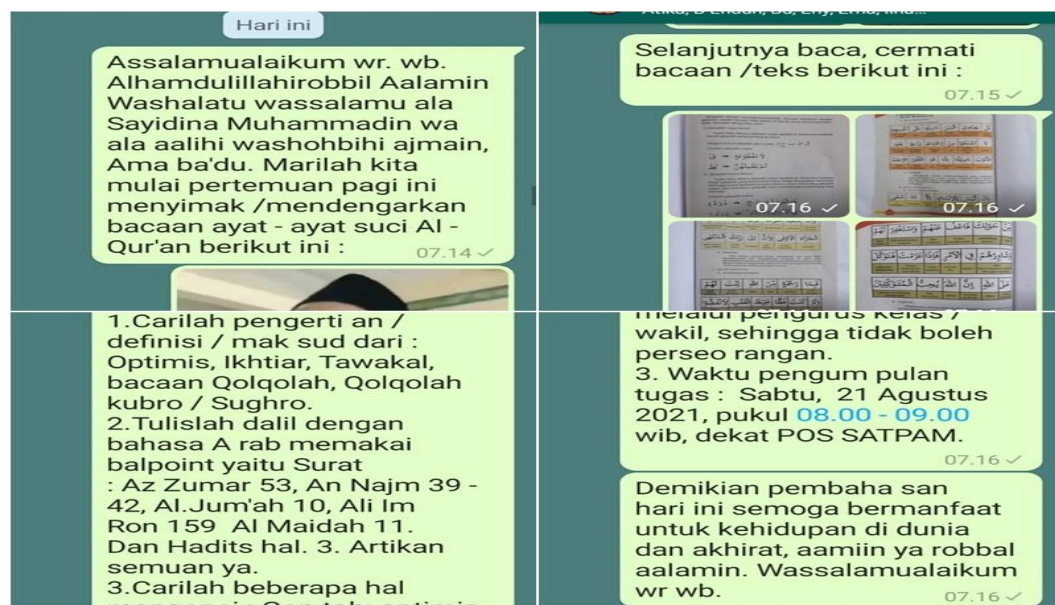 Hari ini
Assalamualaikum wr. wb.
Alhamdulillahirobbil Aalamin
Washalatu wassalamu ala
Sayidina Muhammadin wa
ala aalihi washohbihi ajmain,
Ama ba'du. Marilah kita
mulai pertemuan pagi ini
menyimak /mendengarkan
bacaan ayat - ayat suci Al -
Qur'an berikut ini :
07.14
Selanjutnya baca, cermati
bacaan /teks berikut ini :
07.15
07.16
07.16
1.Carilah pengerti an /
definisi / mak sud dari :
Optimis, Ikhtiar, Tawakal,
bacaan Qolqolah, Qolqolah
kubro / Sughro.
2.Tulislah dalil dengan
bahasa A rab memakai
balpoint yaitu Surat
: Az Zumar 53, An Najm 39 -
42, Al.Jum'ah 10, Ali Im
Ron 159 Al Maidah 11.
Dan Hadits hal. 3. Artikan
semuan ya.
3.Carilah beberapa hal
melalui pengurus kelas /
wakil, sehingga tidak boleh
perseo rangan.
3. Waktu pengum pulan
tugas : Sabtu, 21 Agustus
2021, pukul 08.00 - 09.00
wib, dekat POS SATPAM.
07.16
Demikian pembaha san
hari ini semoga bermanfaat
untuk kehidupan di dunia
dan akhirat, aamiin ya robbal
aalamin. Wassalamualaikum
wr wb.
07.16